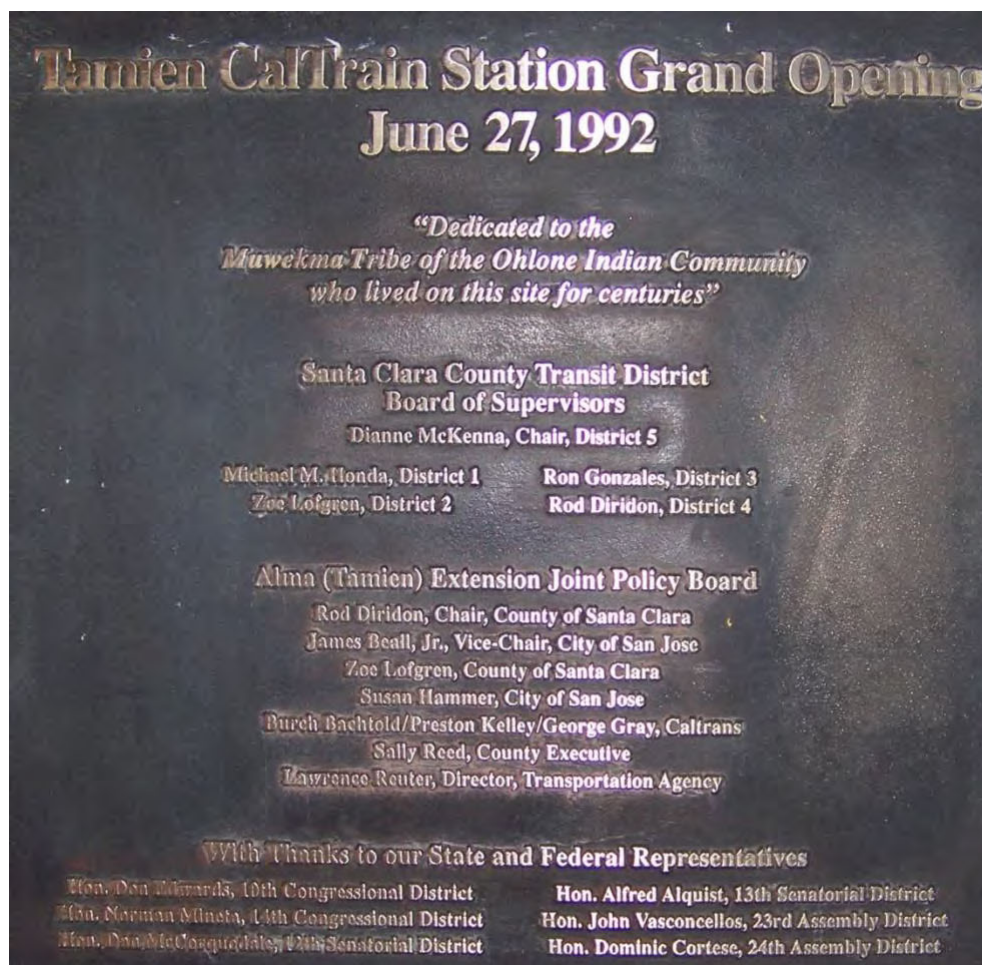 Tamien CalTrain Station Grand Opening
June 27, 1992
“Dedicated to the
Muwekma Tribe of the Ohlone Indian Community
who lived on this site for centuries”
Santa Clara County Transit District
Board of Supervisors
Dianne McKenna, Chair, District 5
Michael M. Honda, District 1
Ron Gonzales, District 3
Zoe Lofgren, District 2
Rod Diridon, District 4
Alma (Tamien) Extension Joint Policy Board
Rod Diridon, Chair, County of Santa Clara
James Beall, Jr., Vice-Chair, City of San Jose
Zoe Lofgren, County of Santa Clara
Susan Hammer, City of San Jose
Burch Bachtold/Preston Kelley/George Gray, Caltrans
Sally Reed, County Executive
Lawrence Reuter, Director, Transportation Agency
With Thanks to our State and Federal Representatives
Hon. Don Edwards, 10th Congressional District
Hon. Alfred Alquist, 13th Senatorial District
Hon. Norman Mineta, 14th Congressional District
Hon. John Vasconcellos, 23rd Assembly District
Hon. Dan McCorquodale, 12th Senatorial District
Hon. Dominic Cortese, 24th Assembly District